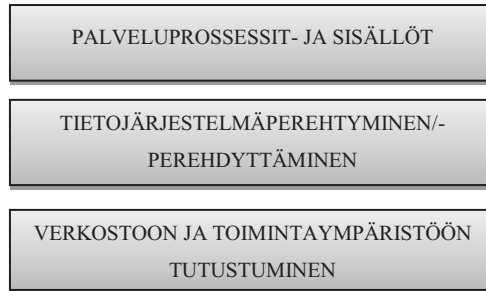 PALVELUPROSSESSIT- JA SISÄLLÖT
TIETOJÄRJESTELMÄPEREHTYMINEN/-
PEREHDYTTÄMINEN
VERKOSTOON JA TOIMINTAYMPÄRISTÖÖN
TUTUSTUMINEN